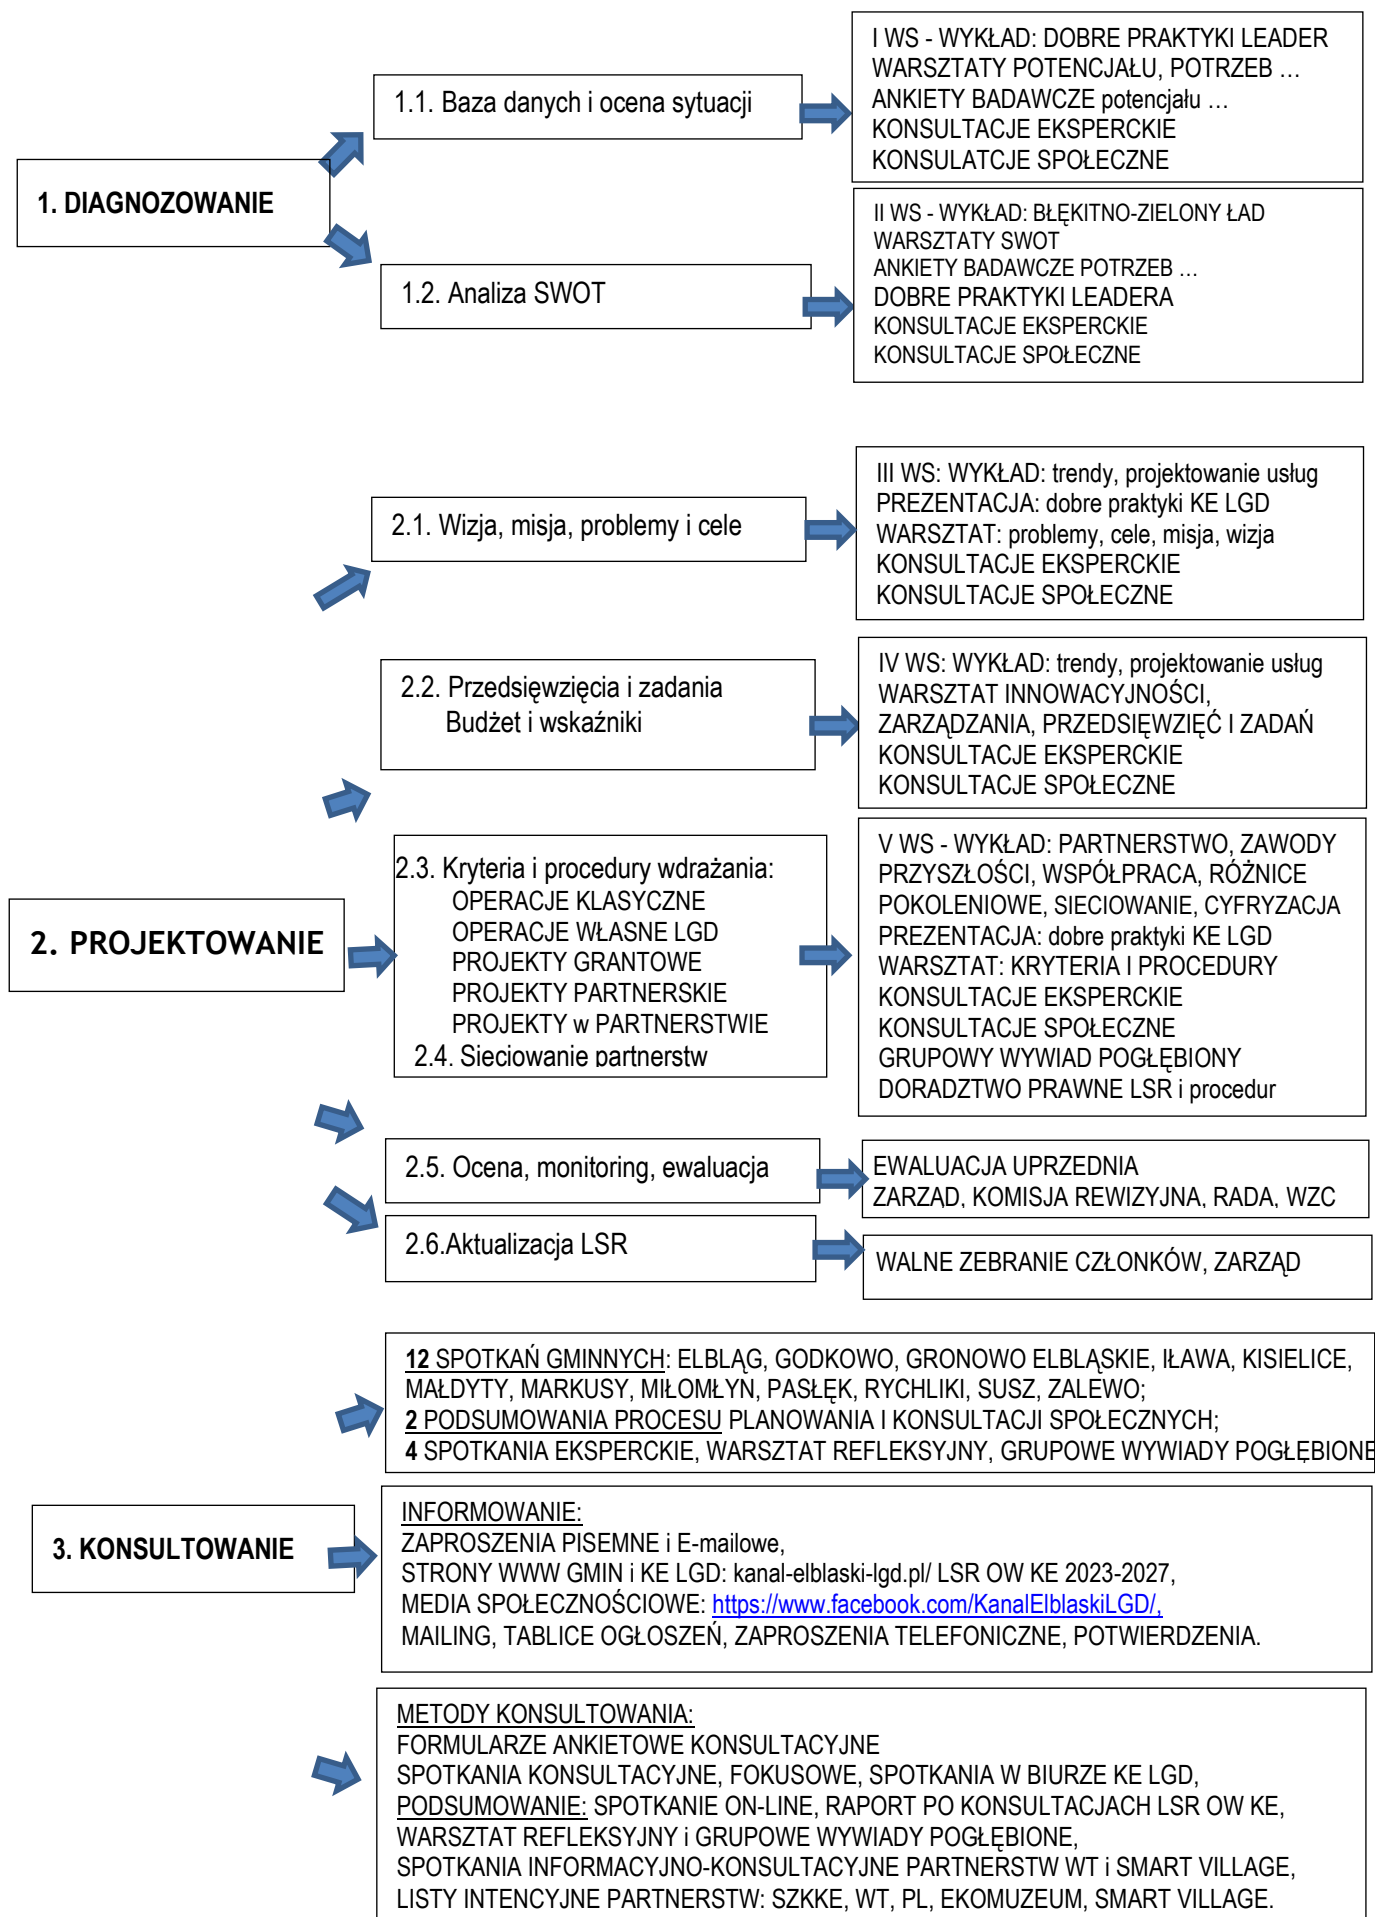 1. DIAGNOZOWANIE
1.1. Baza danych i ocena sytuacji
I WS - WYKŁAD: DOBRE PRAKTYKI LEADER
WARSZTATY POTENCJAŁU, POTRZEB …
ANKIETY BADAWCZE potencjału …
KONSULTACJE EKSPERCKIE
KONSULATCJE SPOŁECZNE
1.2. Analiza SWOT
II WS - WYKŁAD: BŁĘKITNO-ZIELONY ŁAD
WARSZTATY SWOT
ANKIETY BADAWCZE POTRZEB …
DOBRE PRAKTYKI LEADERA
KONSULTACJE EKSPERCKIE
KONSULTACJE SPOŁECZNE
2. PROJEKTOWANIE
2.1. Wizja, misja, problemy i cele
III WS: WYKŁAD: trendy, projektowanie usług
PREZENTACJA: dobre praktyki KE LGD
WARSZTAT: problemy, cele, misja, wizja
KONSULTACJE EKSPERCKIE
KONSULTACJE SPOŁECZNE
2.2. Przedsięwzięcia i zadania
Budżet i wskaźniki
IV WS: WYKŁAD: trendy, projektowanie usług
WARSZTAT INNOWACYJNOŚCI,
ZARZĄDZANIA, PRZEDSIĘWZIĘĆ I ZADAŃ
KONSULTACJE EKSPERCKIE
KONSULTACJE SPOŁECZNE
2.3. Kryteria i procedury wdrażania:
OPERACJE KLASYCZNE
OPERACJE WŁASNE LGD
PROJEKTY GRANTOWE
PROJEKTY PARTNERSKIE
PROJEKTY w PARTNERSTWIE
2.4. Sieciowanie partnerstw
V WS - WYKŁAD: PARTNERSTWO, ZAWODY
PRZYSZŁOŚCI, WSPÓŁPRACA, RÓŻNICE
POKOLENIOWE, SIECIOWANIE, CYFRYZACJA
PREZENTACJA: dobre praktyki KE LGD
WARSZTAT: KRYTERIA I PROCEDURY
KONSULTACJE EKSPERCKIE
KONSULTACJE SPOŁECZNE
GRUPOWY WYWIAD POGŁĘBIONY
DORADZTWO PRAWNE LSR i procedur
2.5. Ocena, monitoring, ewaluacja
EWALUACJA UPRZEDNIA
ZARZĄD, KOMISJA REWIZYJNA, RADA, WZC
2.6.Aktualizacja LSR
WALNE ZEBRANIE CZŁONKÓW, ZARZĄD
3. KONSULTOWANIE
12 SPOTKAŃ GMINNYCH: ELBLĄG, GODKOWO, GRONOWO ELBLĄSKIE, IŁAWA, KISIELICE,
MAŁDYTY, MARKUSY, MIŁOMŁYN, PASŁĘK, RYCHLIKI, SUSZ, ZALEWO;
2 PODSUMOWANIA PROCESU PLANOWANIA I KONSULTACJI SPOŁECZNYCH;
4 SPOTKANIA EKSPERCKIE, WARSZTAT REFLEKSYJNY, GRUPOWE WYWIADY POGŁĘBIONE
INFORMOWANIE:
ZAPROSZENIA PISEMNE i E-mailowe,
STRONY WWW GMIN i KE LGD: kanal-elblaski-lgd.pl/ LSR OW KE 2023-2027,
MEDIA SPOŁECZNOŚCIOWE: https://www.facebook.com/KanalElblaskiLGD/,
MAILING, TABLICE OGŁOSZEŃ, ZAPROSZENIA TELEFONICZNE, POTWIERDZENIA.
METODY KONSULTOWANIA:
FORMULARZE ANKIETOWE KONSULTACYJNE
SPOTKANIA KONSULTACYJNE, FOKUSOWE, SPOTKANIA W BIURZE KE LGD,
PODSUMOWANIE: SPOTKANIE ON-LINE, RAPORT PO KONSULTACJACH LSR OW KE,
WARSZTAT REFLEKSYJNY i GRUPOWE WYWIADY POGŁĘBIONE,
SPOTKANIA INFORMACYJNO-KONSULTACYJNE PARTNERSTW WT i SMART VILLAGE,
LISTY INTENCYJNE PARTNERSTW: SZKKE, WT, PL, EKOMUZEUM, SMART VILLAGE.